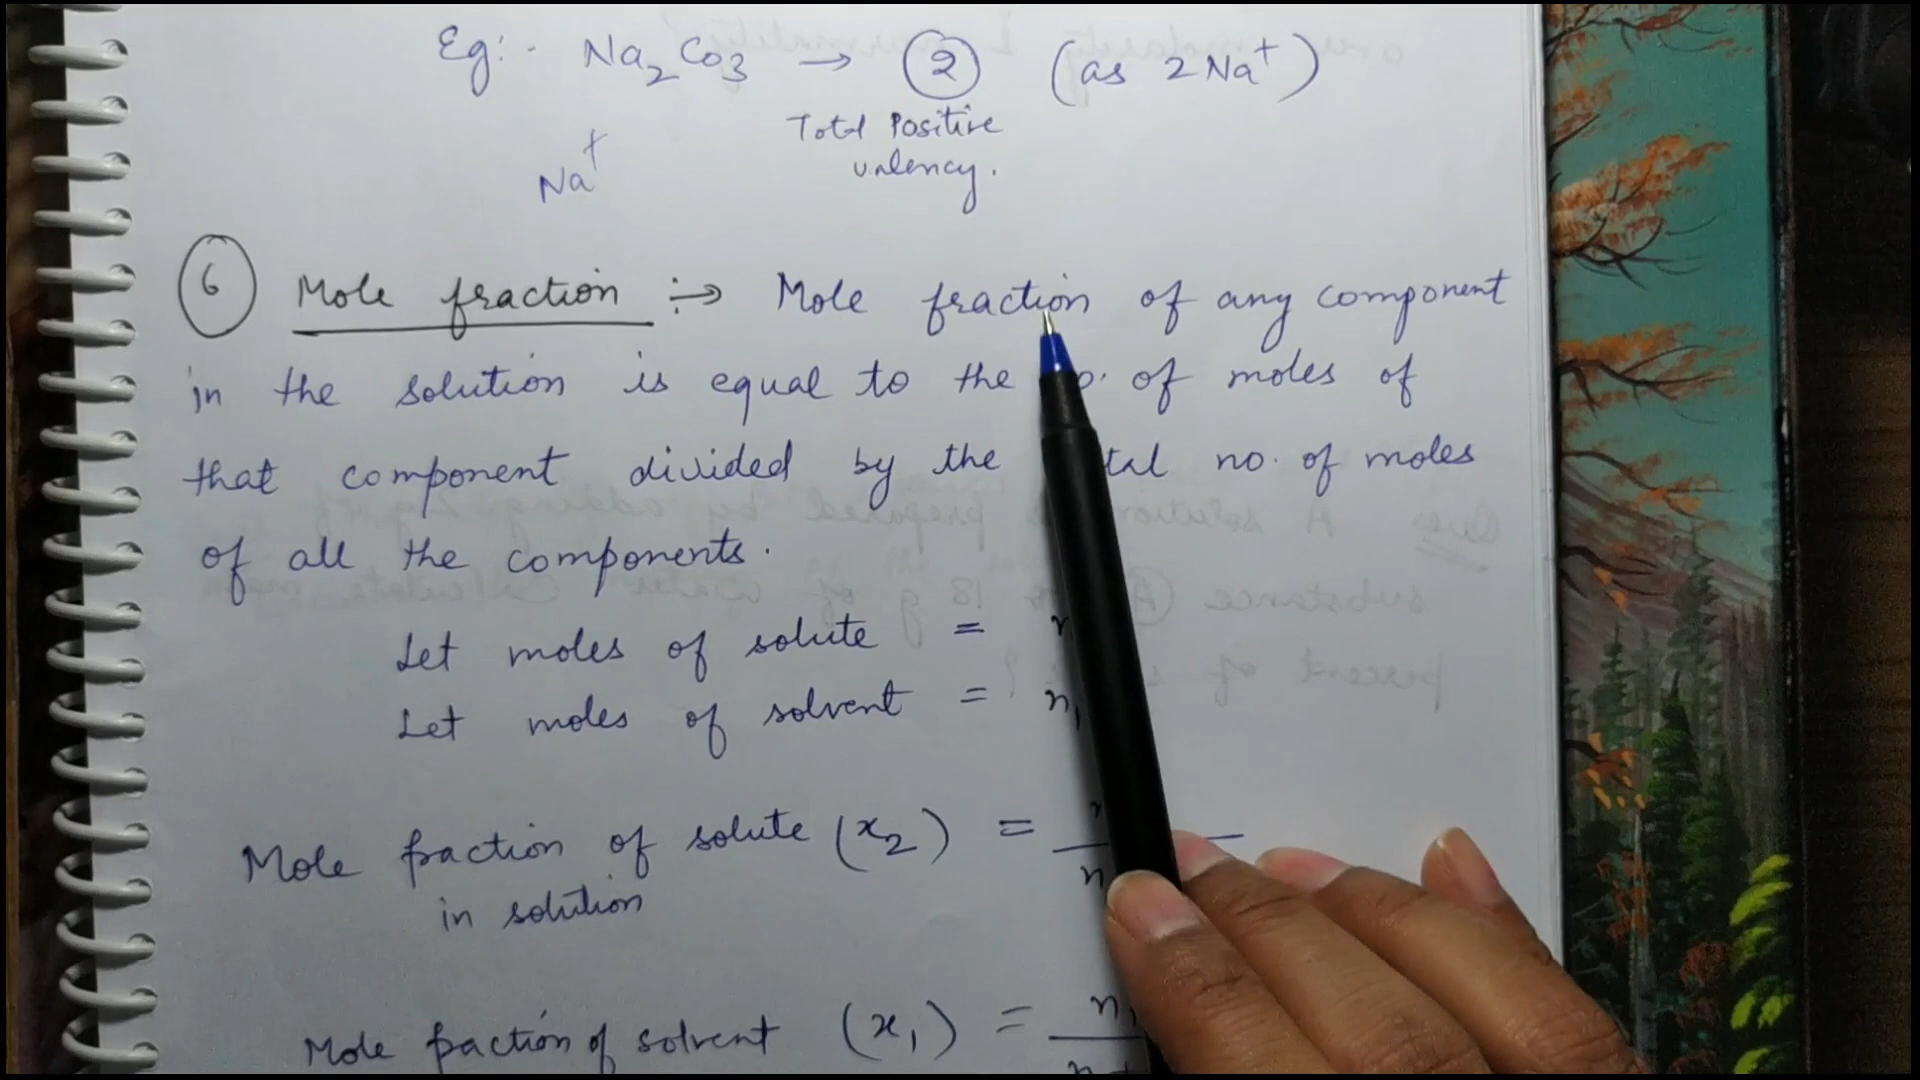 Eg:- Na2Co3 → 2 (as 2Na+)
Total Positive
valency.
Na+
6 Mole fraction :→ Mole fraction of any component
in the solution is equal to the of moles of
that component divided by the no. of moles
of all the components.
Let moles of solute =
Let moles of solvent = n1
Mole fraction of solute (x2) =
in solution
Mole fraction of solvent (x1) =